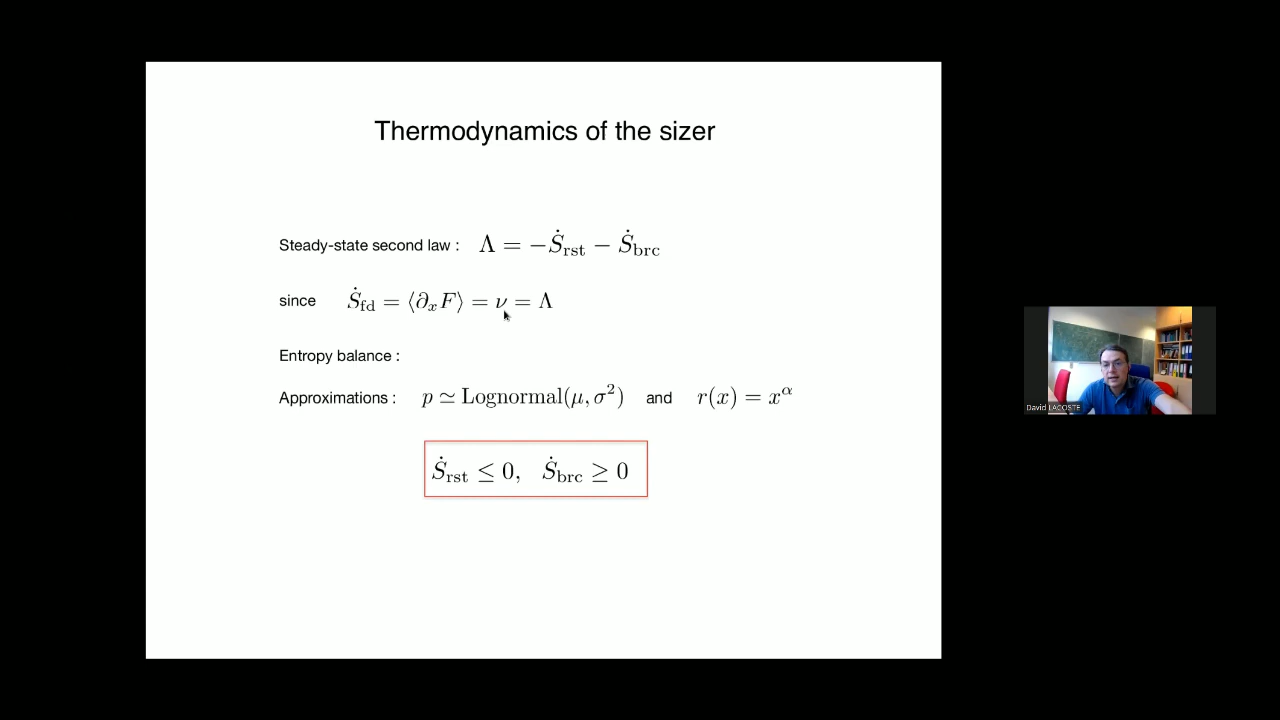 Thermodynamics of the sizer
Steady-state second law : Λ = −Ṡ_rst − Ṡ_brc
since Ṡ_fd = ⟨∂_x F⟩ = ν = Λ
Entropy balance :
Approximations : p ≃ Lognormal(μ, σ²) and r(x) = x^α
Ṡ_rst ≤ 0, Ṡ_brc ≥ 0
David LACOSTE